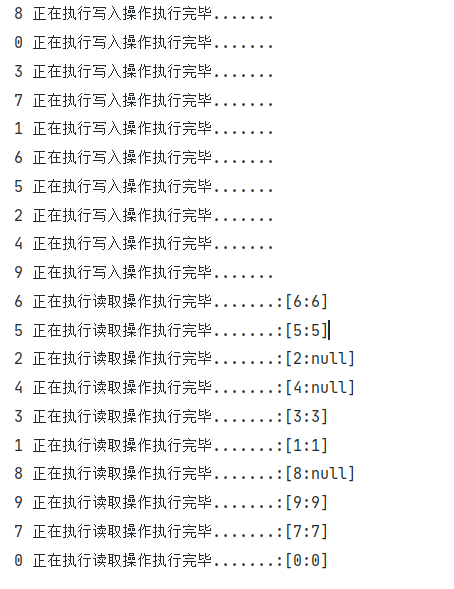 8 正在执行写入操作执行完毕.......
0 正在执行写入操作执行完毕.......
3 正在执行写入操作执行完毕.......
7 正在执行写入操作执行完毕.......
1 正在执行写入操作执行完毕.......
6 正在执行写入操作执行完毕.......
5 正在执行写入操作执行完毕.......
2 正在执行写入操作执行完毕.......
4 正在执行写入操作执行完毕.......
9 正在执行写入操作执行完毕.......
6 正在执行读取操作执行完毕.......:[6:6]
5 正在执行读取操作执行完毕.......:[5:5]
2 正在执行读取操作执行完毕.......:[2:null]
4 正在执行读取操作执行完毕.......:[4:null]
3 正在执行读取操作执行完毕.......:[3:3]
1 正在执行读取操作执行完毕.......:[1:1]
8 正在执行读取操作执行完毕.......:[8:null]
9 正在执行读取操作执行完毕.......:[9:9]
7 正在执行读取操作执行完毕.......:[7:7]
0 正在执行读取操作执行完毕.......:[0:0]